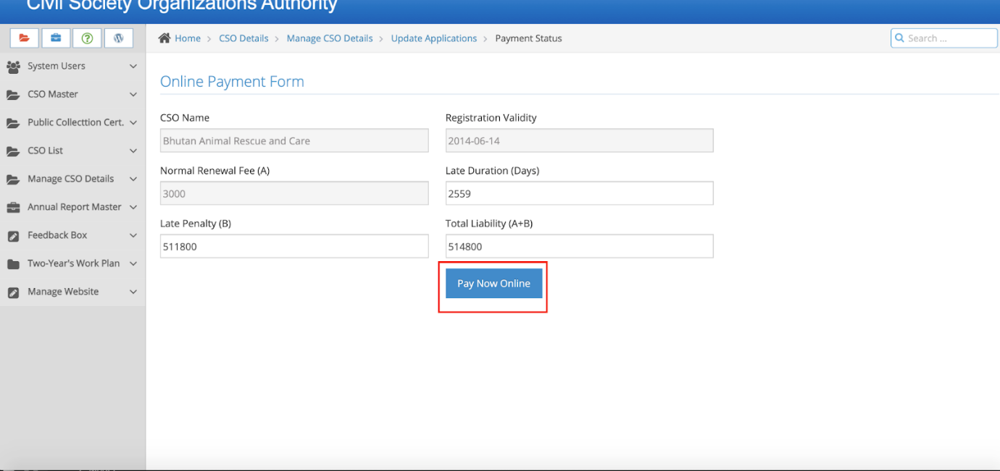 Civil Society Organizations Authority
Home > CSO Details > Manage CSO Details > Update Applications > Payment Status
Search ...
System Users
CSO Master
Public Collecttion Cert.
CSO List
Manage CSO Details
Annual Report Master
Feedback Box
Two-Year's Work Plan
Manage Website
Online Payment Form
CSO Name
Bhutan Animal Rescue and Care
Registration Validity
2014-06-14
Normal Renewal Fee (A)
3000
Late Duration (Days)
2559
Late Penalty (B)
511800
Total Liability (A+B)
514800
Pay Now Online